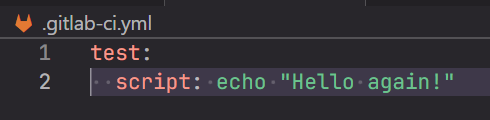 .gitlab-ci.yml
1 test:
2   script: echo "Hello again!"